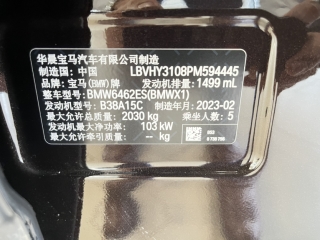 华晨宝马汽车有限公司制造
制造国：中国 LBVHY3108PM594445
品牌：宝马(BMW)牌 发动机排量：1499 mL
整车型号：BMW6462ES(BMWX1)
发动机型号：B38A15C 制造年月：2023-02
最大允许总质量：2030 kg 乘坐人数：5
发动机最大净功率：103 kW
最大允许牵引质量：-- kg